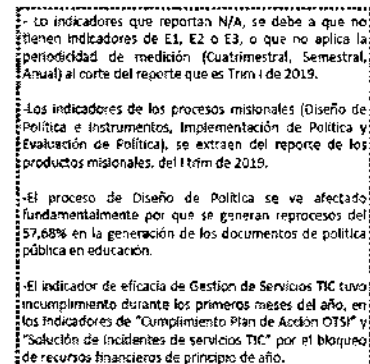 - Lo indicadores que reportan N/A, se debe a que no
tienen indicadores de E1, E2 o E3, o que no aplica la
periodicidad de medición (Cuatrimestral, Semestral,
Anual) al corte del reporte que es Trim I de 2019.
-Los indicadores de los procesos misionales (Diseño de
Política e Instrumentos, Implementación de Política y
Evaluación de Política), se extraen del reporte de los
productos misionales, del I trim de 2019.
-El proceso de Diseño de Política se ve afectado
fundamentalmente por que se generan reprocesos del
57,68% en la generación de los documentos de política
pública en educación.
-El indicador de eficacia de Gestion de Servicios TIC tuvo
incumplimiento durante los primeros meses del año, en
los indicadores de "Cumplimiento Plan de Acción OTSI" y
"Solución de incidentes de servicios TIC" por el bloqueo
de recursos financieros de principio de año.